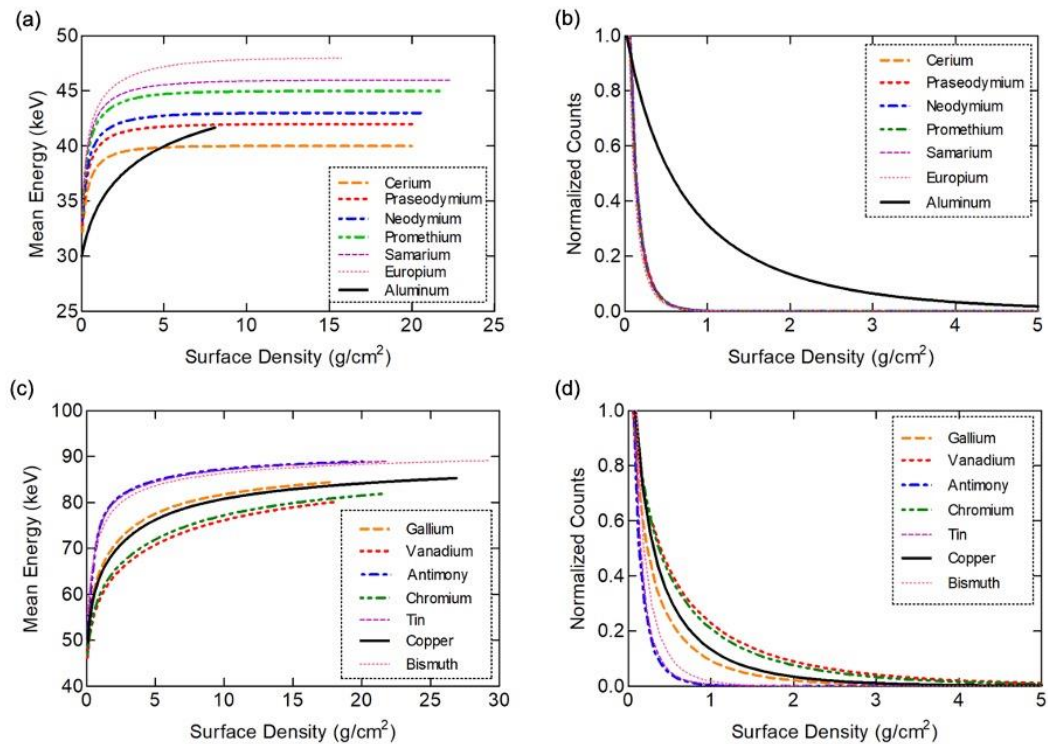 (a)
50
45
40
35
30
25
Mean Energy (keV)
0
5
10
15
20
25
Surface Density (g/cm²)
Cerium
Praseodymium
Neodymium
Promethium
Samarium
Europium
Aluminum
(b)
1.0
0.8
0.6
0.4
0.2
0.0
Normalized Counts
0
1
2
3
4
5
Surface Density (g/cm²)
Cerium
Praseodymium
Neodymium
Promethium
Samarium
Europium
Aluminum
(c)
100
90
80
70
60
50
40
Mean Energy (keV)
0
5
10
15
20
25
30
Surface Density (g/cm²)
Gallium
Vanadium
Antimony
Chromium
Tin
Copper
Bismuth
(d)
1.0
0.8
0.6
0.4
0.2
0.0
Normalized Counts
0
1
2
3
4
5
Surface Density (g/cm²)
Gallium
Vanadium
Antimony
Chromium
Tin
Copper
Bismuth